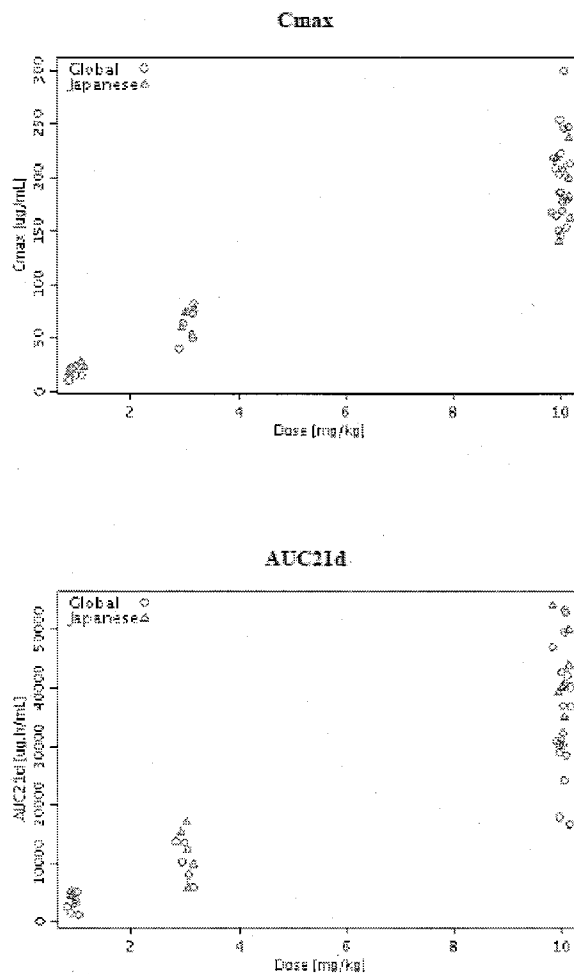 Cmax
Global ○
Japanese △
Cmax [ug/mL]
300
250
200
150
100
50
0
2 4 6 8 10
Dose [mg/kg]
AUC21d
Global ○
Japanese △
AUC21d [ug.h/mL]
50000
40000
30000
20000
10000
0
2 4 6 8 10
Dose [mg/kg]